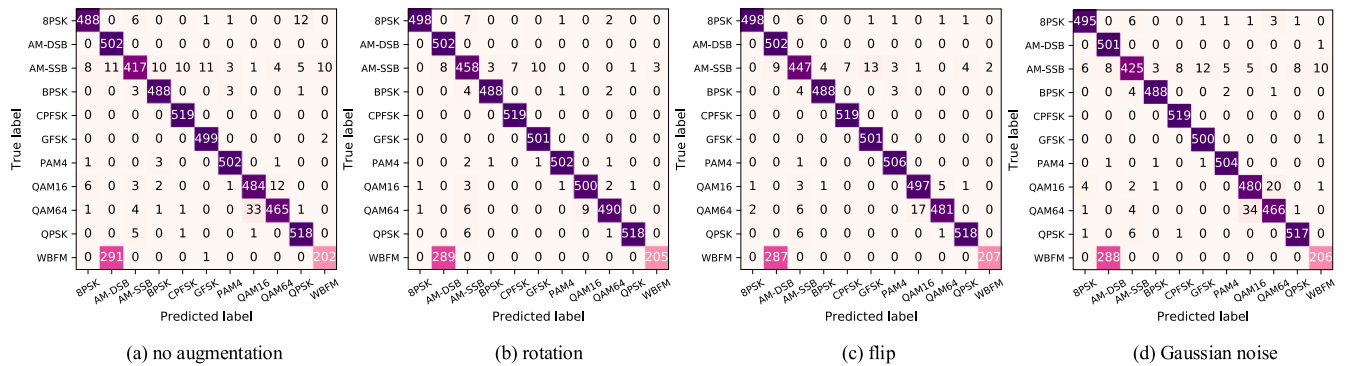 True label
8PSK 488 0 6 0 0 1 1 0 0 12 0
AM-DSB 0 502 0 0 0 0 0 0 0 0 0
AM-SSB 8 11 417 10 10 11 3 1 4 5 10
BPSK 0 0 3 488 0 0 3 0 0 1 0
CPFSK 0 0 0 0 519 0 0 0 0 0 0
GFSK 0 0 0 0 0 499 0 0 0 0 2
PAM4 1 0 0 3 0 0 502 0 1 0 0
QAM16 6 0 3 2 0 0 1 484 12 0 0
QAM64 1 0 4 1 1 0 0 33 465 1 0
QPSK 0 0 5 0 1 0 0 1 0 518 0
WBFM 0 291 0 0 0 1 0 0 0 0 202
8PSK AM-DSB AM-SSB BPSK CPFSK GFSK PAM4 QAM16 QAM64 QPSK WBFM
Predicted label
(a) no augmentation
True label
8PSK 498 0 7 0 0 0 1 0 2 0 0
AM-DSB 0 502 0 0 0 0 0 0 0 0 0
AM-SSB 0 8 458 3 7 10 0 0 0 1 3
BPSK 0 0 4 488 0 0 1 0 2 0 0
CPFSK 0 0 0 0 519 0 0 0 0 0 0
GFSK 0 0 0 0 0 501 0 0 0 0 0
PAM4 0 0 2 1 0 1 502 0 1 0 0
QAM16 1 0 3 0 0 0 1 500 2 1 0
QAM64 1 0 6 0 0 0 0 9 490 0 0
QPSK 0 0 6 0 0 0 0 0 1 518 0
WBFM 0 289 0 0 0 0 0 0 0 0 205
8PSK AM-DSB AM-SSB BPSK CPFSK GFSK PAM4 QAM16 QAM64 QPSK WBFM
Predicted label
(b) rotation
True label
8PSK 498 0 6 0 0 1 1 0 1 1 0
AM-DSB 0 502 0 0 0 0 0 0 0 0 0
AM-SSB 0 9 447 4 7 13 3 1 0 4 2
BPSK 0 0 4 488 0 0 3 0 0 0 0
CPFSK 0 0 0 0 519 0 0 0 0 0 0
GFSK 0 0 0 0 0 501 0 0 0 0 0
PAM4 0 0 1 0 0 0 506 0 0 0 0
QAM16 1 0 3 1 0 0 0 497 5 1 0
QAM64 2 0 6 0 0 0 0 17 481 1 0
QPSK 0 0 6 0 0 0 0 0 1 518 0
WBFM 0 287 0 0 0 0 0 0 0 0 207
8PSK AM-DSB AM-SSB BPSK CPFSK GFSK PAM4 QAM16 QAM64 QPSK WBFM
Predicted label
(c) flip
True label
8PSK 495 0 6 0 0 1 1 1 3 1 0
AM-DSB 0 501 0 0 0 0 0 0 0 0 1
AM-SSB 6 8 425 3 8 12 5 5 0 8 10
BPSK 0 0 4 488 0 0 2 0 1 0 0
CPFSK 0 0 0 0 519 0 0 0 0 0 0
GFSK 0 0 0 0 0 500 0 0 0 0 1
PAM4 0 1 0 1 0 1 504 0 0 0 0
QAM16 4 0 2 1 0 0 0 480 20 0 1
QAM64 1 0 4 0 0 0 0 34 466 1 0
QPSK 1 0 6 0 1 0 0 0 0 517 0
WBFM 0 288 0 0 0 0 0 0 0 0 206
8PSK AM-DSB AM-SSB BPSK CPFSK GFSK PAM4 QAM16 QAM64 QPSK WBFM
Predicted label
(d) Gaussian noise